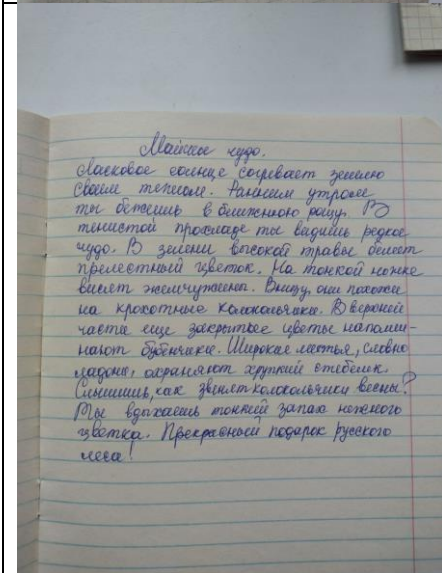 Майское чудо.
Ласковое солнце согревает землю
своим теплом. Ранним утром
ты бежишь в ближнюю рощу. В
тенистой прохладе ты видишь редкое
чудо. В зелени высокой травы белеет
прелестный цветок. На тонкой ножке
висят жемчужины. Внизу они похожи
на крохотные колокольчики. В верхней
части еще закрытые цветы напоми-
нают бубенчики. Широкие листья, словно
ладони, охраняют хрупкий стебелек.
Слышишь, как звенят колокольчики весны?
Ты вдыхаешь тонкий запах нежного
цветка. Прекрасный подарок русского
леса!